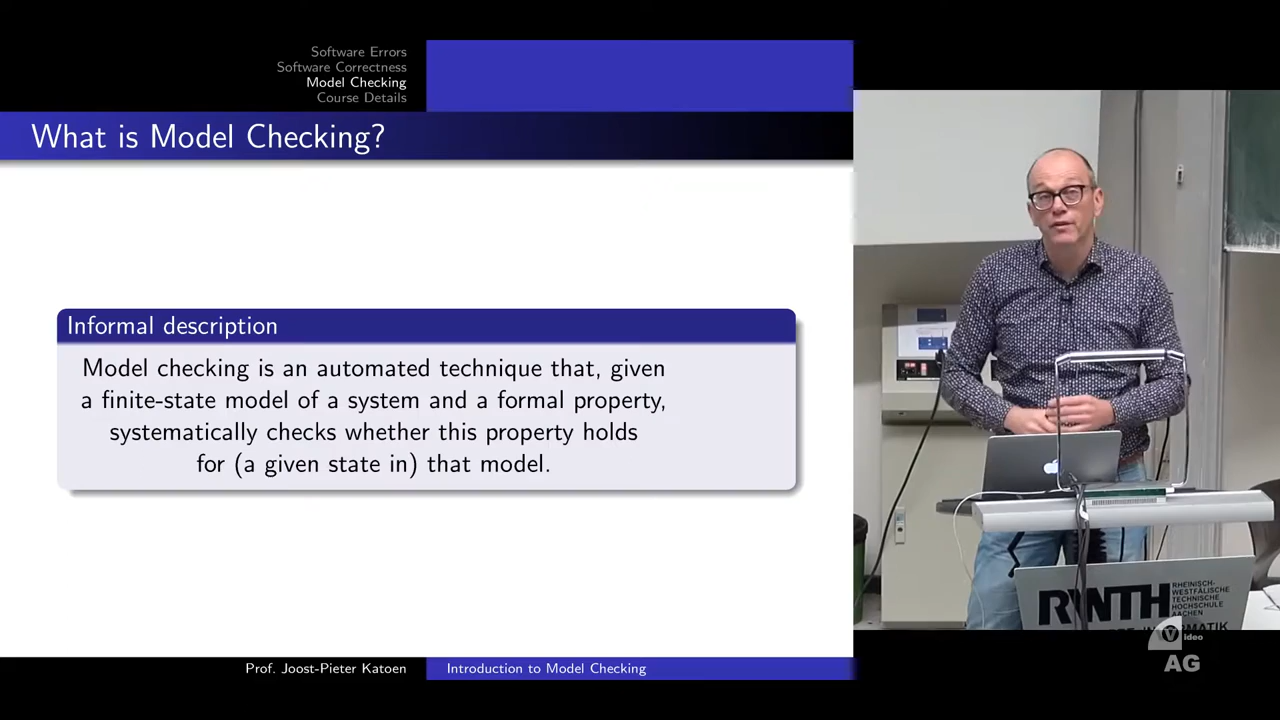 Software Errors
Software Correctness
Model Checking
Course Details
What is Model Checking?
Informal description
Model checking is an automated technique that, given
a finite-state model of a system and a formal property,
systematically checks whether this property holds
for (a given state in) that model.
Prof. Joost-Pieter Katoen
Introduction to Model Checking
RWTH
RHEINISCH-
WESTFÄLISCHE
TECHNISCHE
HOCHSCHULE
AACHEN
INFORMATIK
Video
AG